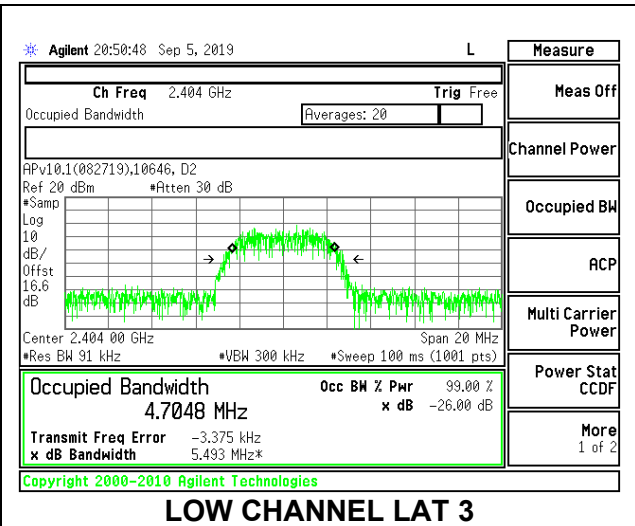 Agilent 20:50:48 Sep 5, 2019 L
Measure
Ch Freq 2.404 GHz Trig Free
Meas Off
Occupied Bandwidth Averages: 20
Channel Power
APv10.1(082719),10646, D2
Ref 20 dBm #Atten 30 dB
#Samp
Log
10
dB/
Offst
16.6
dB
Occupied BW
ACP
Center 2.404 00 GHz Span 20 MHz
#Res BW 91 kHz #VBW 300 kHz #Sweep 100 ms (1001 pts)
Multi Carrier
Power
Occupied Bandwidth Occ BW % Pwr 99.00 %
4.7048 MHz x dB -26.00 dB
Power Stat
CCDF
Transmit Freq Error -3.375 kHz
x dB Bandwidth 5.493 MHz*
More
1 of 2
Copyright 2000-2010 Agilent Technologies
LOW CHANNEL LAT 3